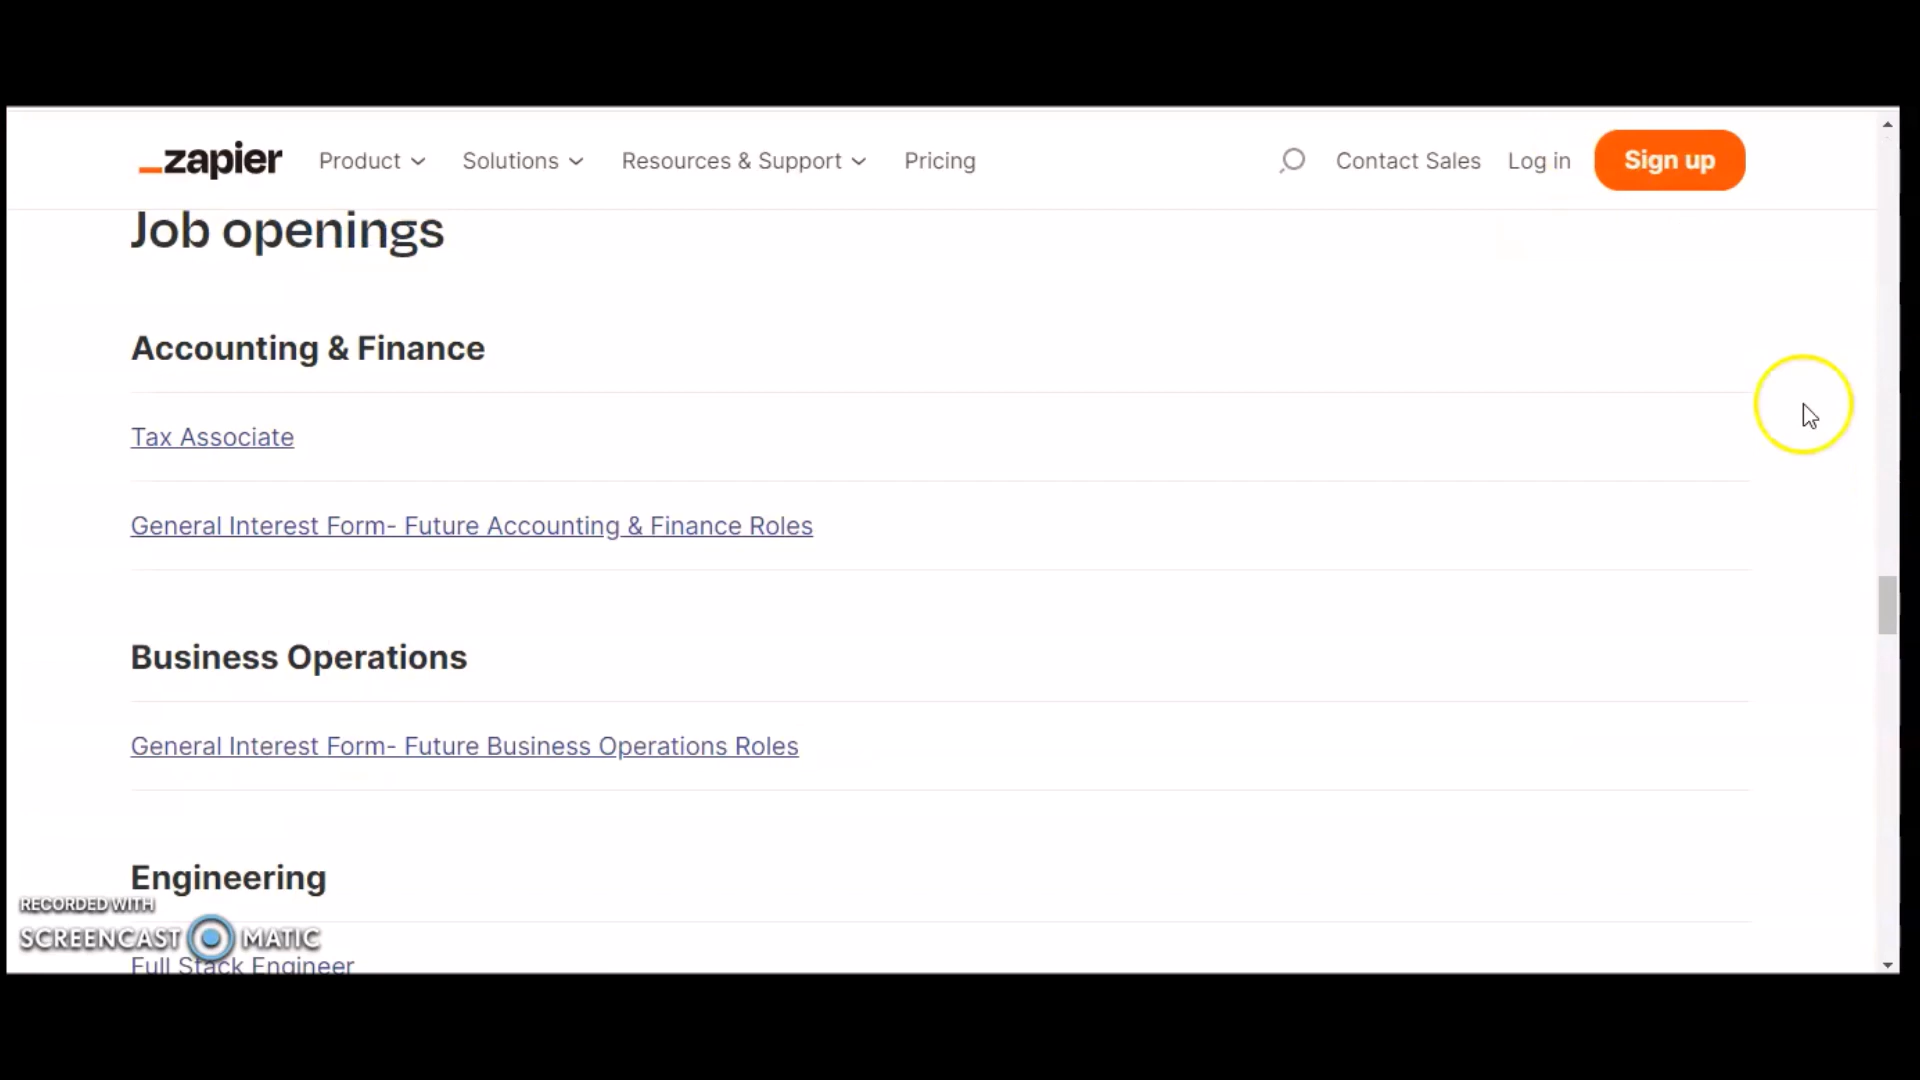 zapier Product Solutions Resources & Support Pricing Contact Sales Log in Sign up
Job openings
Accounting & Finance
Tax Associate
General Interest Form- Future Accounting & Finance Roles
Business Operations
General Interest Form- Future Business Operations Roles
Engineering
RECORDED WITH
SCREENCAST MATIC
Full Stack Engineer